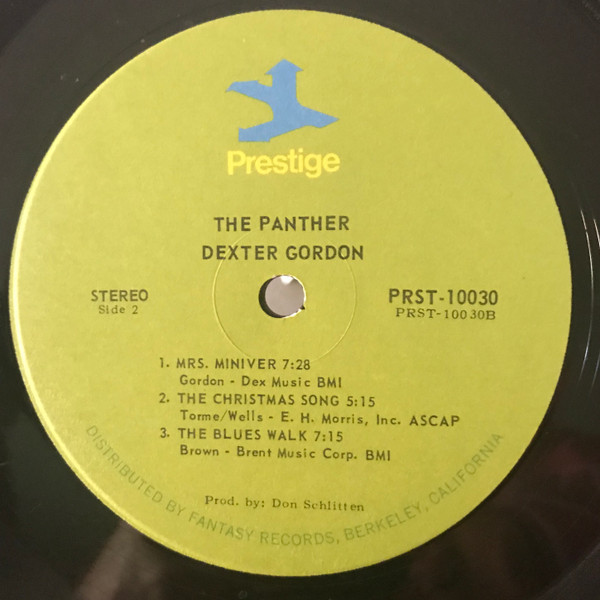 Prestige
THE PANTHER
DEXTER GORDON
STEREO
Side 2
PRST-10030
PRST-10030B
1. MRS. MINIVER 7:28
Gordon - Dex Music BMI
2. THE CHRISTMAS SONG 5:15
Torme/Wells - E. H. Morris, Inc. ASCAP
3. THE BLUES WALK 7:15
Brown - Brent Music Corp. BMI
Prod. by: Don Schlitten
DISTRIBUTED BY FANTASY RECORDS, BERKELEY, CALIFORNIA